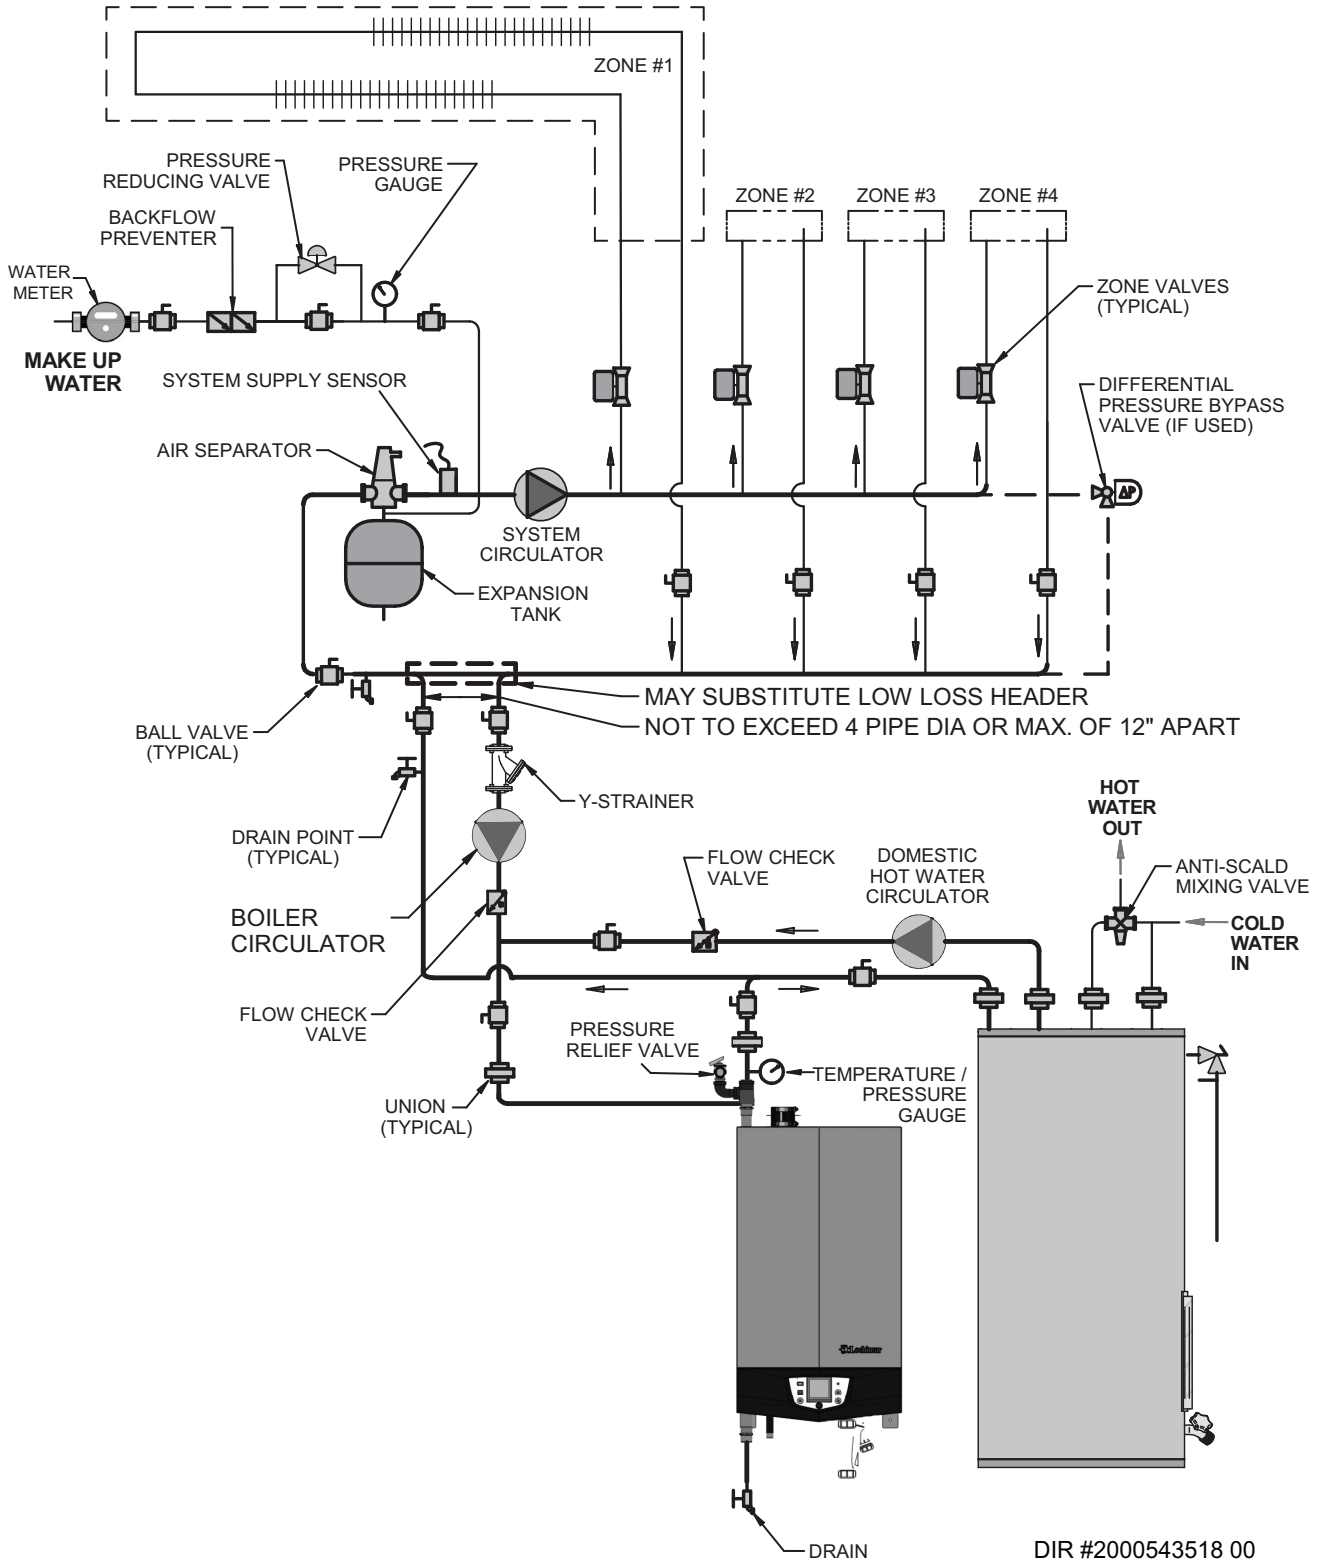 ZONE #1
PRESSURE
REDUCING VALVE
PRESSURE
GAUGE
BACKFLOW
PREVENTER
ZONE #2
ZONE #3
ZONE #4
WATER
METER
ZONE VALVES
(TYPICAL)
MAKE UP
WATER
SYSTEM SUPPLY SENSOR
DIFFERENTIAL
PRESSURE BYPASS
VALVE (IF USED)
AIR SEPARATOR
ΔP
SYSTEM
CIRCULATOR
EXPANSION
TANK
MAY SUBSTITUTE LOW LOSS HEADER
NOT TO EXCEED 4 PIPE DIA OR MAX. OF 12" APART
BALL VALVE
(TYPICAL)
Y-STRAINER
HOT
WATER
OUT
DRAIN POINT
(TYPICAL)
FLOW CHECK
VALVE
DOMESTIC
HOT WATER
CIRCULATOR
ANTI-SCALD
MIXING VALVE
BOILER
CIRCULATOR
COLD
WATER
IN
FLOW CHECK
VALVE
PRESSURE
RELIEF VALVE
TEMPERATURE /
PRESSURE
GAUGE
UNION
(TYPICAL)
Lochinvar
DRAIN
DIR #2000543518 00